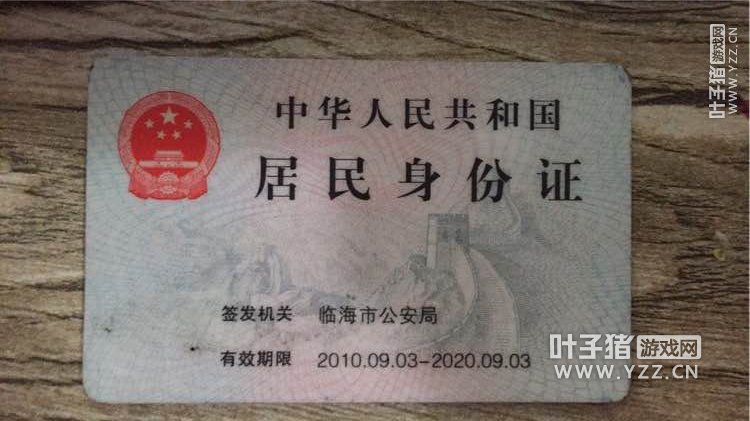 中华人民共和国
居民身份证
签发机关 临海市公安局
有效期限 2010.09.03-2020.09.03
叶子猪游戏网
WWW.YZZ.CN
叶子猪游戏网
WWW.YZZ.CN